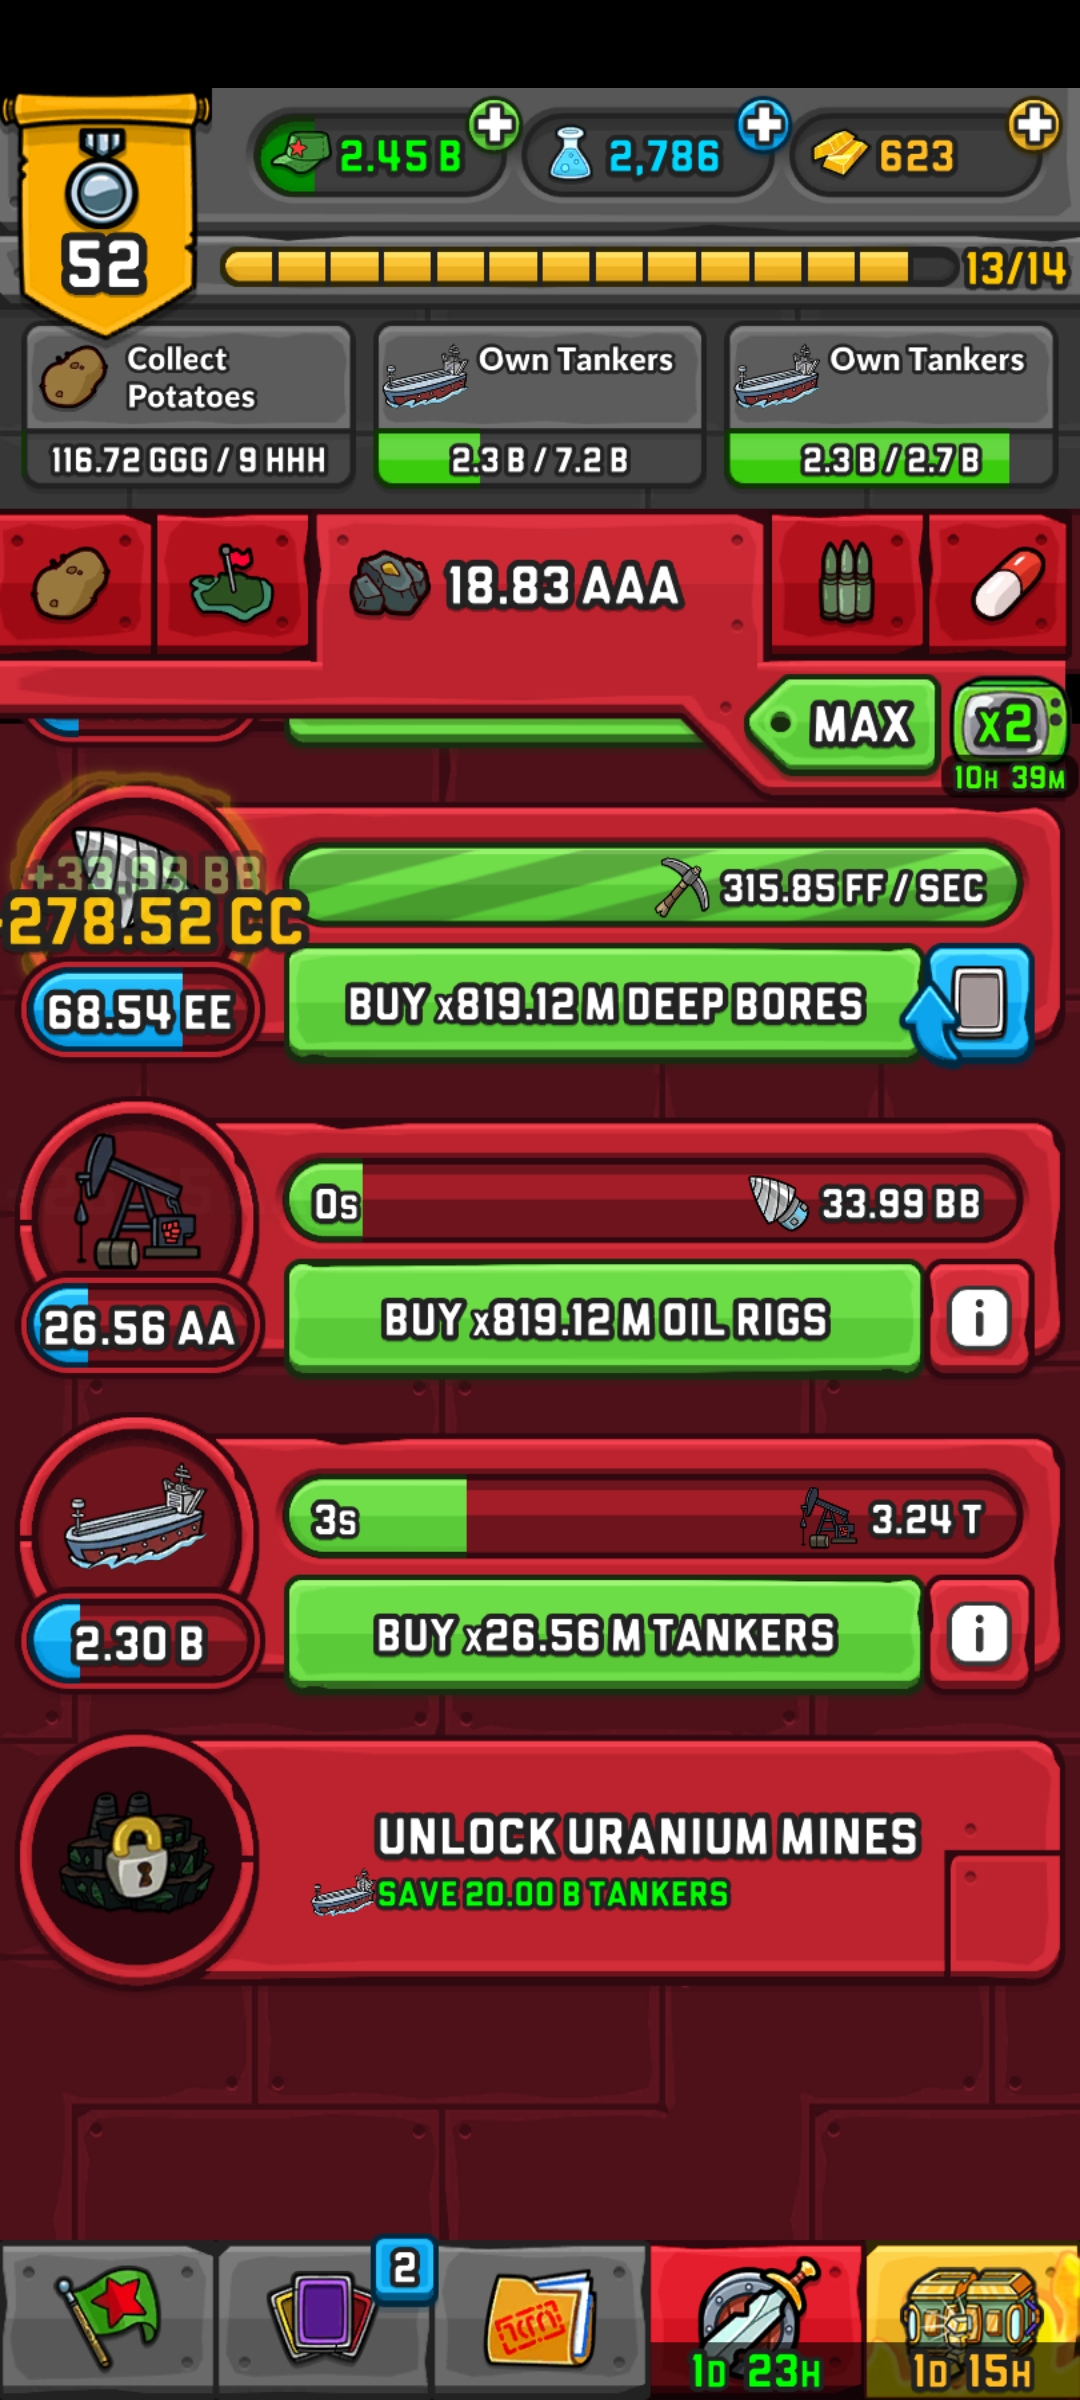 2.45 B
2,786
623
52
13/14
Collect
Potatoes
Own Tankers
Own Tankers
116.72 GGG / 9 HHH
2.3 B / 7.2 B
2.3 B / 2.7 B
18.83 AAA
MAX
x2
10H 39M
+33.99 BB
278.52 CC
315.85 FF / SEC
68.54 EE
BUY x819.12 M DEEP BORES
0s
33.99 BB
26.56 AA
BUY x819.12 M OIL RIGS
i
3s
3.24 T
2.30 B
BUY x26.56 M TANKERS
i
UNLOCK URANIUM MINES
SAVE 20.00 B TANKERS
2
1D 23H
1D 15H